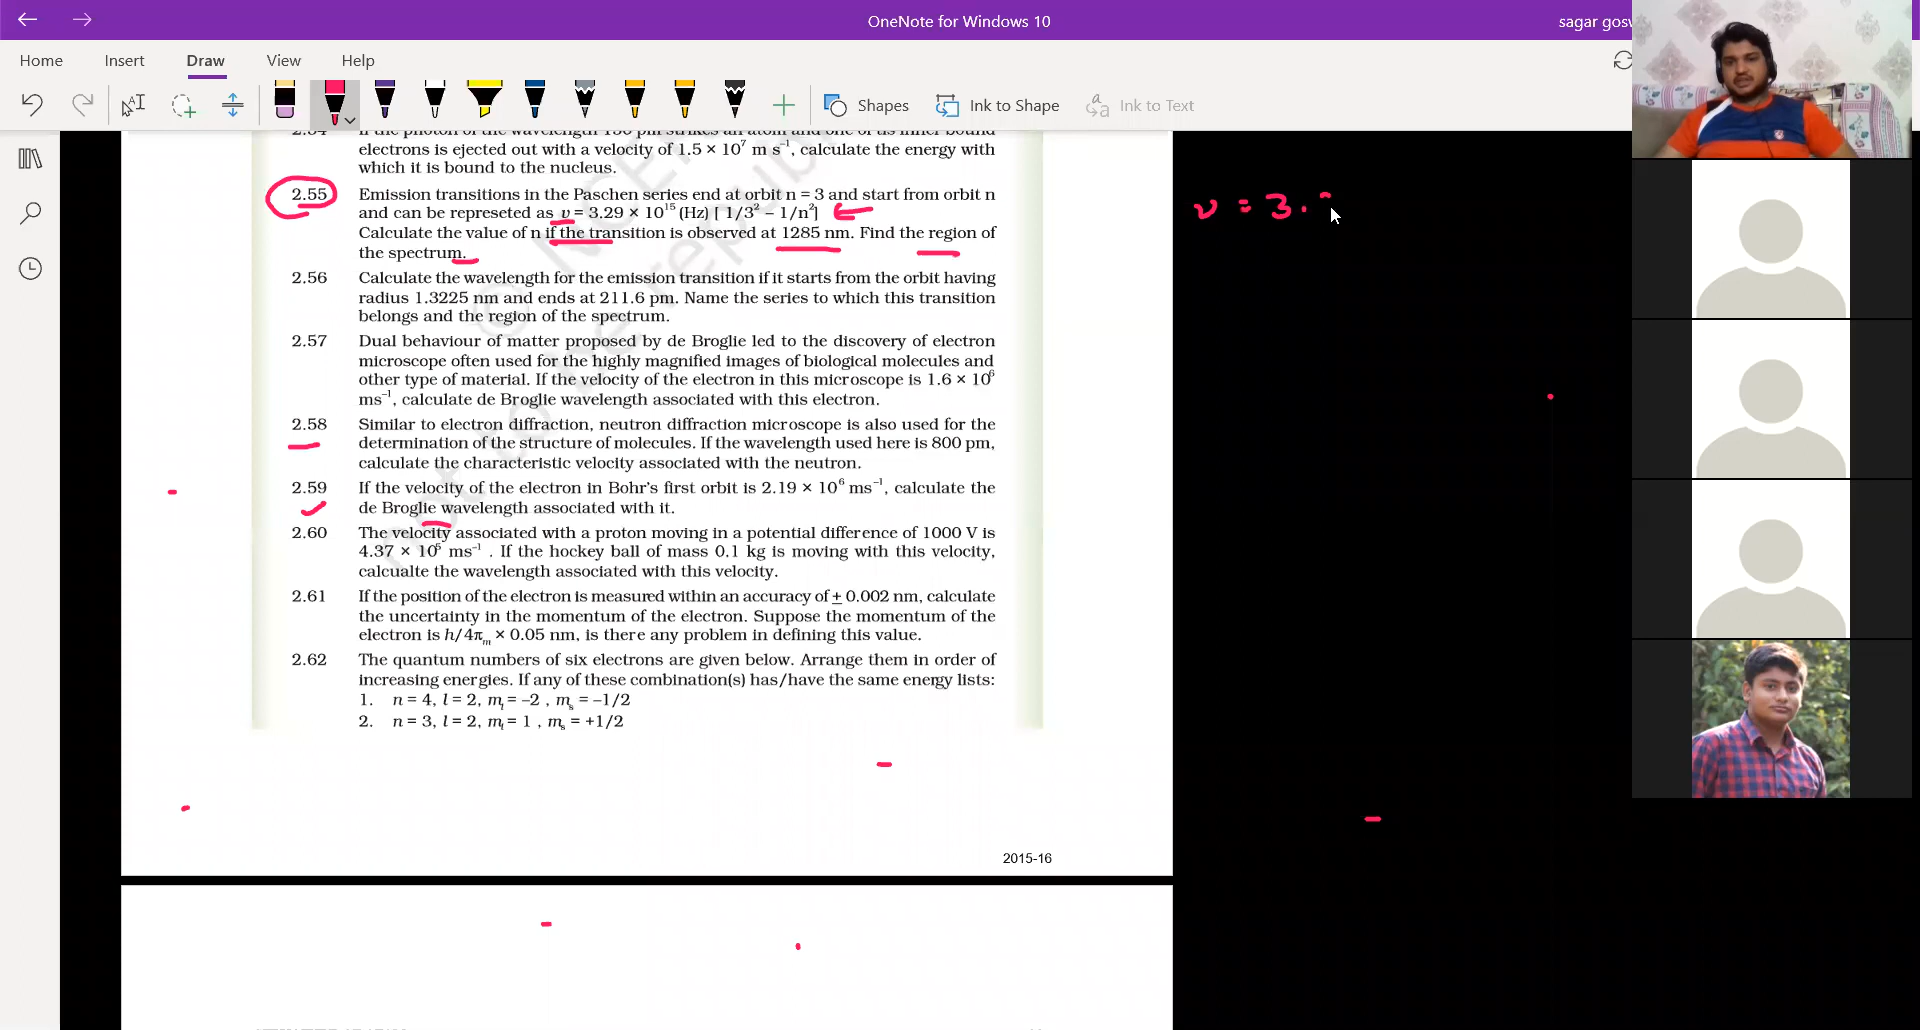 OneNote for Windows 10
sagar gosw
Home Insert Draw View Help
Shapes Ink to Shape Ink to Text
2.54 If the photon of the wavelength 150 pm strikes an atom and one of its inner bound
electrons is ejected out with a velocity of 1.5 × 10⁷ m s⁻¹, calculate the energy with
which it is bound to the nucleus.
2.55 Emission transitions in the Paschen series end at orbit n = 3 and start from orbit n
and can be represeted as ν = 3.29 × 10¹⁵ (Hz) [ 1/3² – 1/n²]
Calculate the value of n if the transition is observed at 1285 nm. Find the region of
the spectrum.
2.56 Calculate the wavelength for the emission transition if it starts from the orbit having
radius 1.3225 nm and ends at 211.6 pm. Name the series to which this transition
belongs and the region of the spectrum.
2.57 Dual behaviour of matter proposed by de Broglie led to the discovery of electron
microscope often used for the highly magnified images of biological molecules and
other type of material. If the velocity of the electron in this microscope is 1.6 × 10⁶
ms⁻¹, calculate de Broglie wavelength associated with this electron.
2.58 Similar to electron diffraction, neutron diffraction microscope is also used for the
determination of the structure of molecules. If the wavelength used here is 800 pm,
calculate the characteristic velocity associated with the neutron.
2.59 If the velocity of the electron in Bohr's first orbit is 2.19 × 10⁶ ms⁻¹, calculate the
de Broglie wavelength associated with it.
2.60 The velocity associated with a proton moving in a potential difference of 1000 V is
4.37 × 10⁵ ms⁻¹ . If the hockey ball of mass 0.1 kg is moving with this velocity,
calcualte the wavelength associated with this velocity.
2.61 If the position of the electron is measured within an accuracy of ± 0.002 nm, calculate
the uncertainty in the momentum of the electron. Suppose the momentum of the
electron is h/4πₘ × 0.05 nm, is there any problem in defining this value.
2.62 The quantum numbers of six electrons are given below. Arrange them in order of
increasing energies. If any of these combination(s) has/have the same energy lists:
1. n = 4, l = 2, mₗ = –2 , mₛ = –1/2
2. n = 3, l = 2, mₗ = 1 , mₛ = +1/2
2015-16
ν = 3.